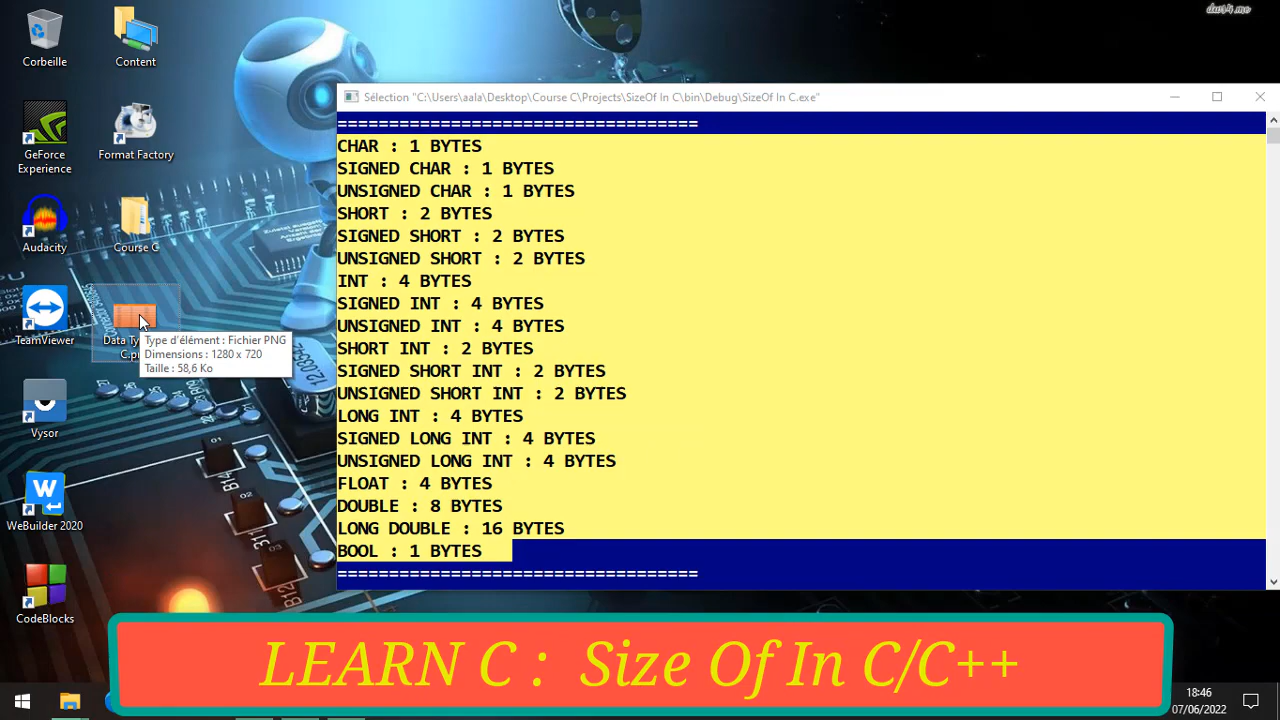 dws4.me
Corbeille
Content
GeForce
Experience
Format Factory
Audacity
Course C
TeamViewer
Data Ty
C.p
Type d'élément : Fichier PNG
Dimensions : 1280 x 720
Taille : 58,6 Ko
Vysor
WeBuilder 2020
CodeBlocks
Sélection "C:\Users\aala\Desktop\Course C\Projects\SizeOf In C\bin\Debug\SizeOf In C.exe"
==================================
CHAR : 1 BYTES
SIGNED CHAR : 1 BYTES
UNSIGNED CHAR : 1 BYTES
SHORT : 2 BYTES
SIGNED SHORT : 2 BYTES
UNSIGNED SHORT : 2 BYTES
INT : 4 BYTES
SIGNED INT : 4 BYTES
UNSIGNED INT : 4 BYTES
SHORT INT : 2 BYTES
SIGNED SHORT INT : 2 BYTES
UNSIGNED SHORT INT : 2 BYTES
LONG INT : 4 BYTES
SIGNED LONG INT : 4 BYTES
UNSIGNED LONG INT : 4 BYTES
FLOAT : 4 BYTES
DOUBLE : 8 BYTES
LONG DOUBLE : 16 BYTES
BOOL : 1 BYTES
==================================
LEARN C : Size Of In C/C++
18:46
07/06/2022